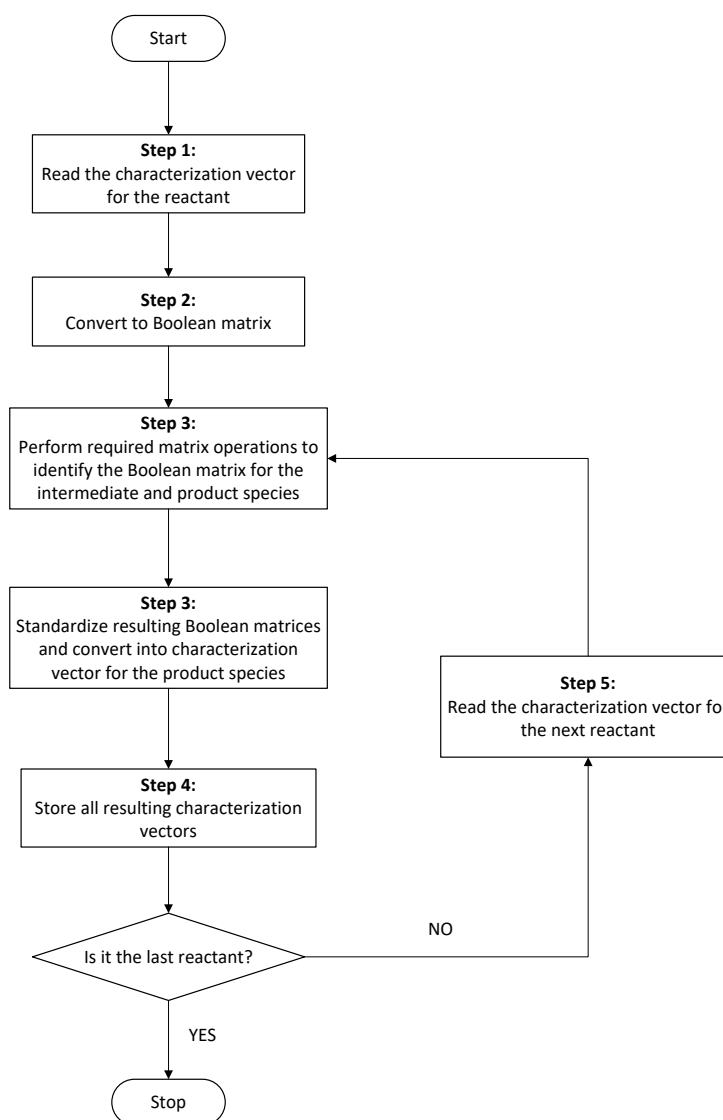 Start
Step 1:
Read the characterization vector
for the reactant
Step 2:
Convert to Boolean matrix
Step 3:
Perform required matrix operations to
identify the Boolean matrix for the
intermediate and product species
Step 3:
Standardize resulting Boolean matrices
and convert into characterization
vector for the product species
Step 5:
Read the characterization vector fo
the next reactant
Step 4:
Store all resulting characterization
vectors
Is it the last reactant?
NO
YES
Stop